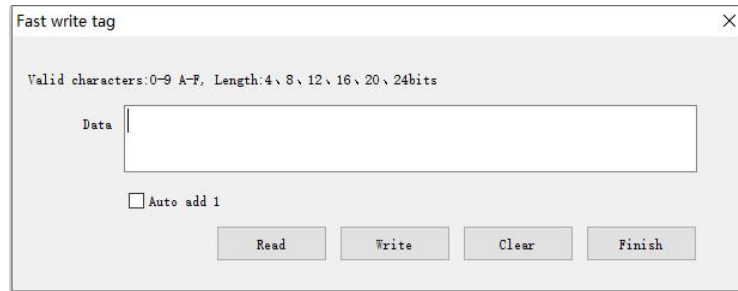 Fast write tag
Valid characters:0-9 A-F, Length:4、8、12、16、20、24bits
Data
Auto add 1
Read Write Clear Finish